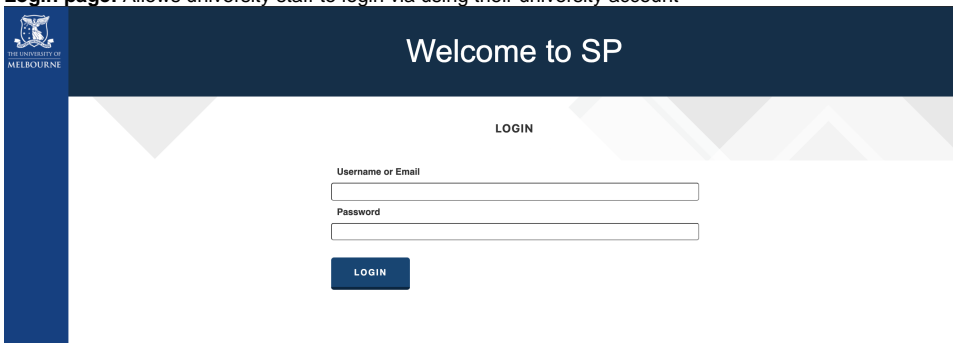 Login page: Allows university staff to login via using their university account
THE UNIVERSITY OF
MELBOURNE
Welcome to SP
LOGIN
Username or Email
Password
LOGIN